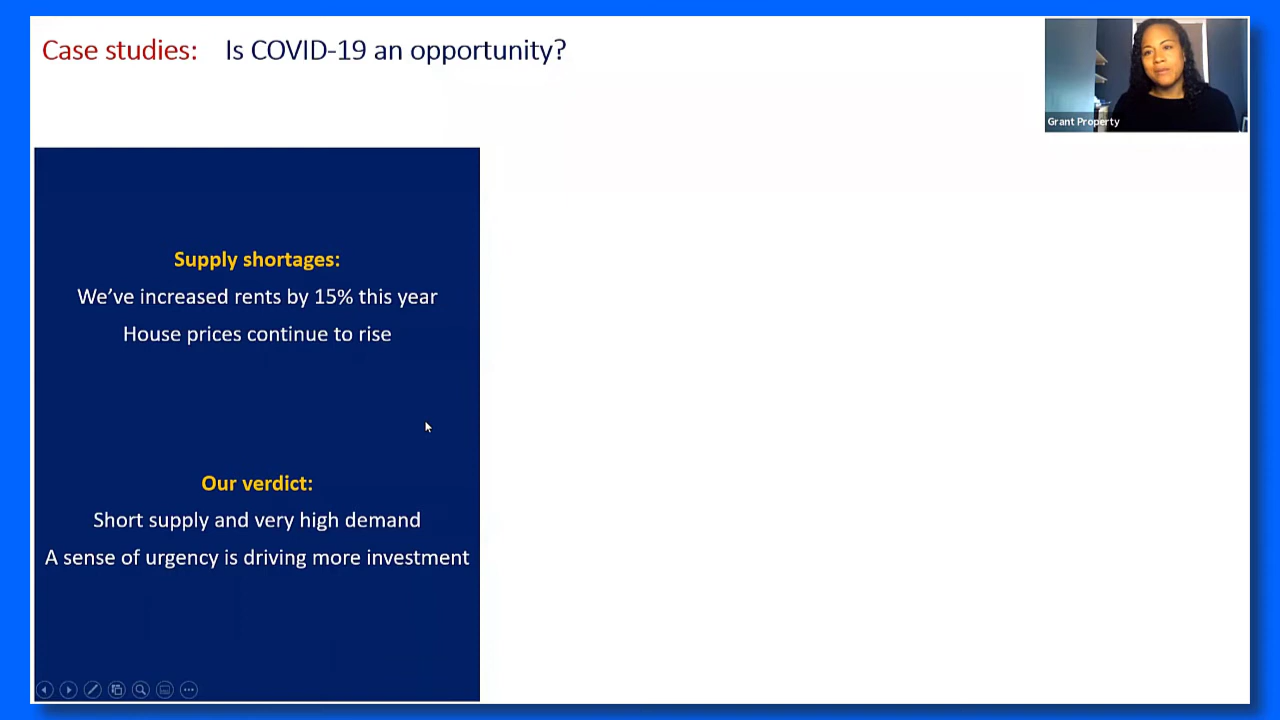 Case studies: Is COVID-19 an opportunity?
Grant Property
Supply shortages:
We've increased rents by 15% this year
House prices continue to rise
Our verdict:
Short supply and very high demand
A sense of urgency is driving more investment